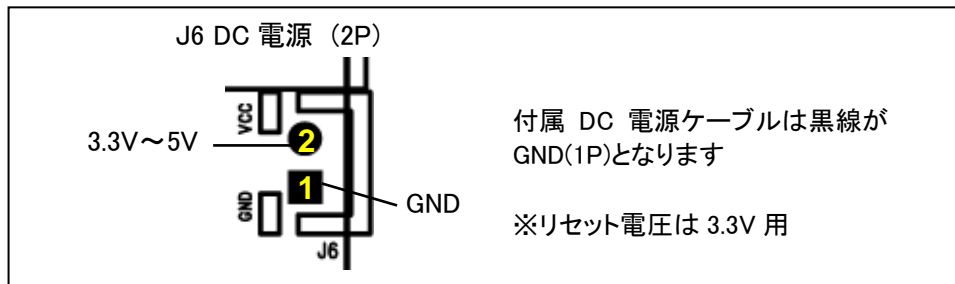 J6 DC 電源 (2P)
VCC
3.3V～5V
2
1
GND
GND
J6
付属 DC 電源ケーブルは黒線が
GND(1P)となります
※リセット電圧は 3.3V 用